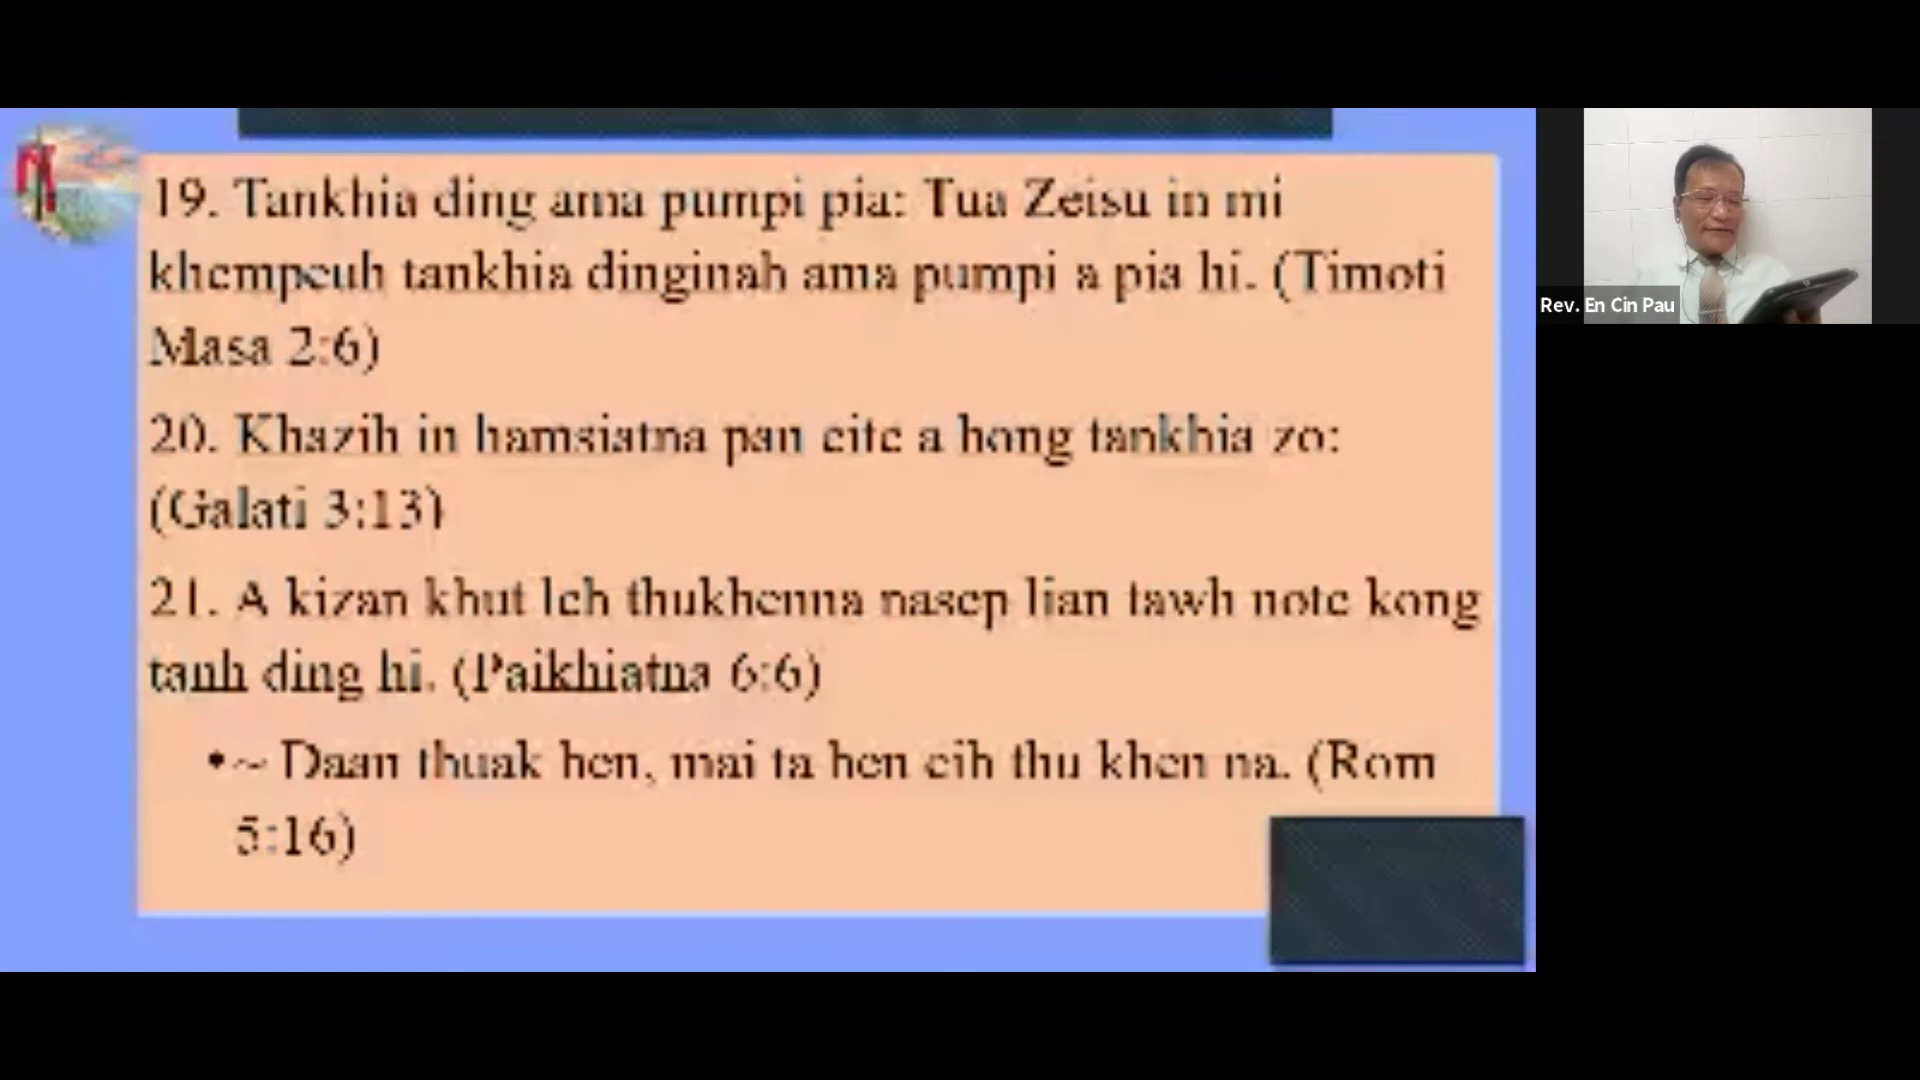 19. Tankhia ding ama pumpi pia: Tua Zeisu in mi
khempeuh tankhia dinginah ama pumpi a pia hi. (Timoti
Masa 2:6)
20. Khazih in hamsiatna pan eite a hong tankhia zo:
(Galati 3:13)
21. A kizan khut leh thukhenna nasep lian tawh note kong
tanh ding hi. (Paikhiatna 6:6)
•~ Daan thuak hen, mai ta hen cih thu khen na. (Rom
5:16)
Rev. En Cin Pau